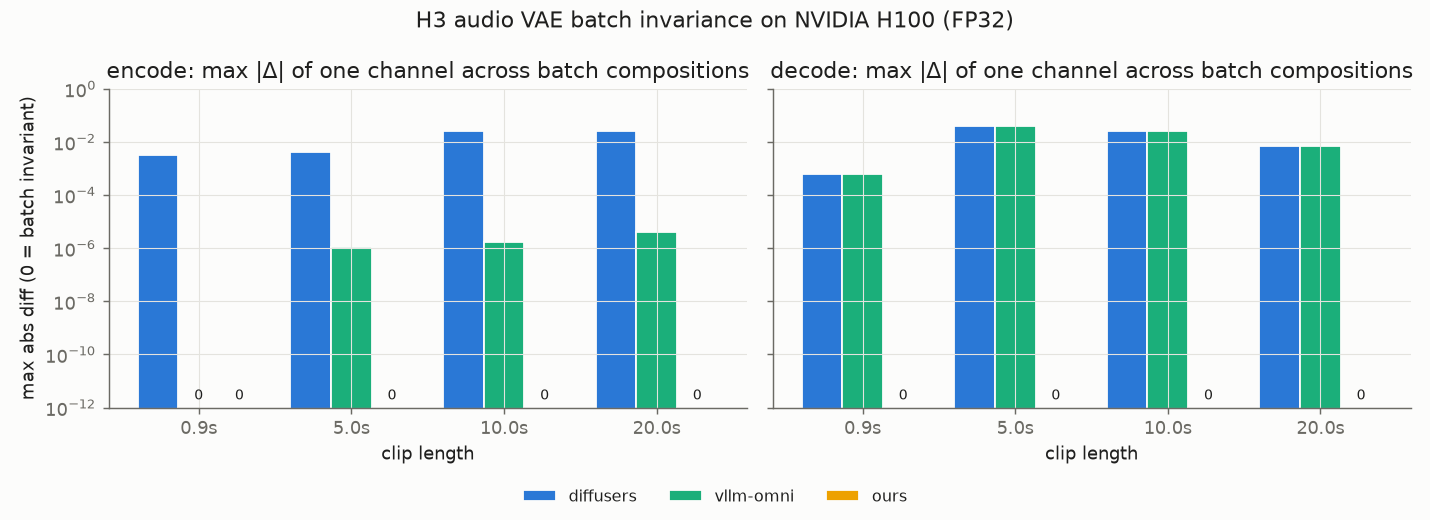 H3 audio VAE batch invariance on NVIDIA H100 (FP32)
encode: max |Δ| of one channel across batch compositions
decode: max |Δ| of one channel across batch compositions
max abs diff (0 = batch invariant)
10⁰
10⁻²
10⁻⁴
10⁻⁶
10⁻⁸
10⁻¹⁰
10⁻¹²
0 0 0 0 0
0 0 0 0
0.9s 5.0s 10.0s 20.0s
0.9s 5.0s 10.0s 20.0s
clip length
clip length
diffusers vllm-omni ours